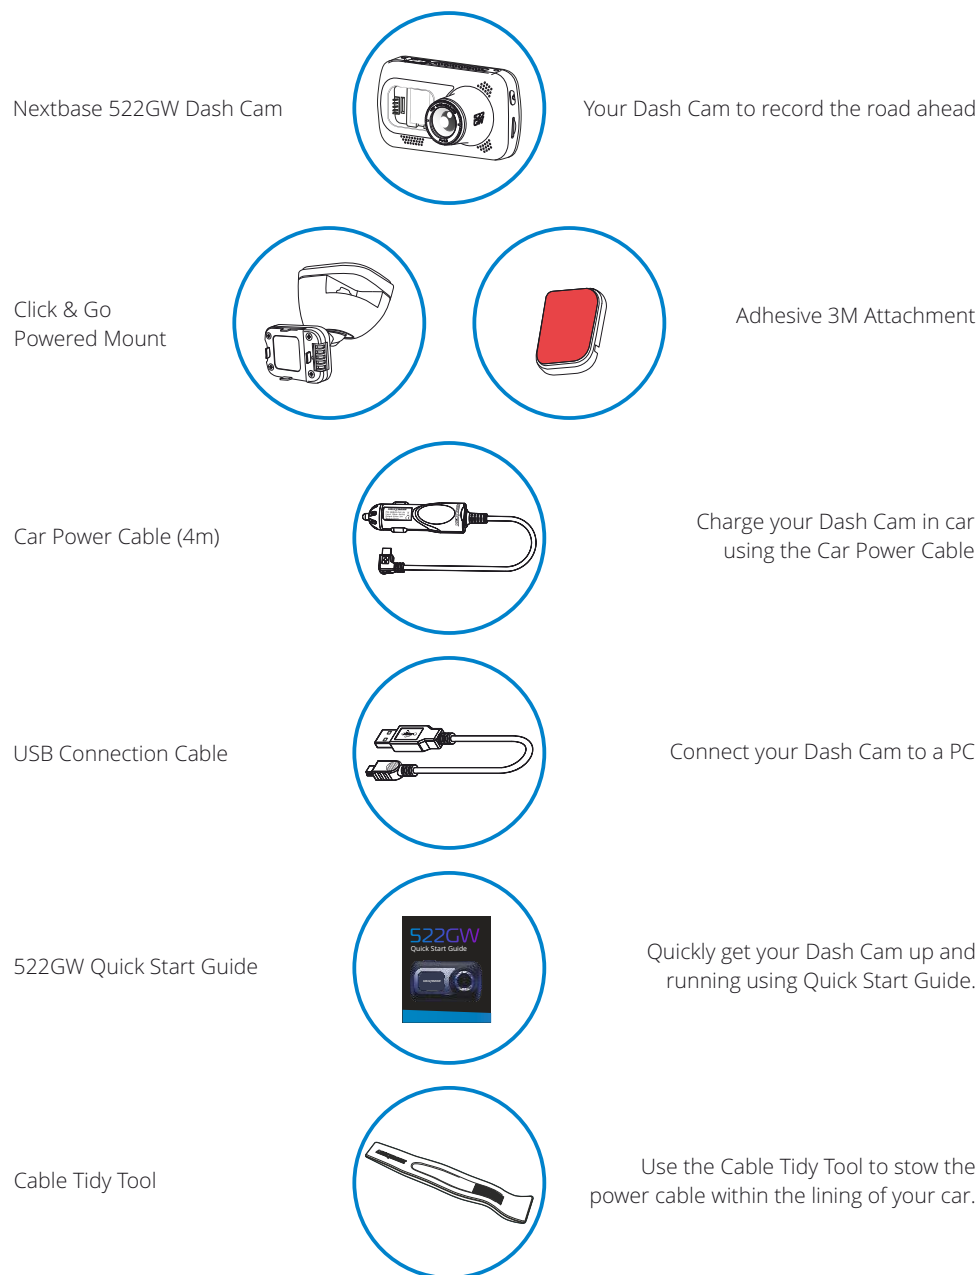 Nextbase 522GW Dash Cam
Your Dash Cam to record the road ahead
Click & Go
Powered Mount
Adhesive 3M Attachment
Car Power Cable (4m)
Charge your Dash Cam in car
using the Car Power Cable
USB Connection Cable
Connect your Dash Cam to a PC
522GW Quick Start Guide
522GW
Quick Start Guide
Quickly get your Dash Cam up and
running using Quick Start Guide.
Cable Tidy Tool
Use the Cable Tidy Tool to stow the
power cable within the lining of your car.